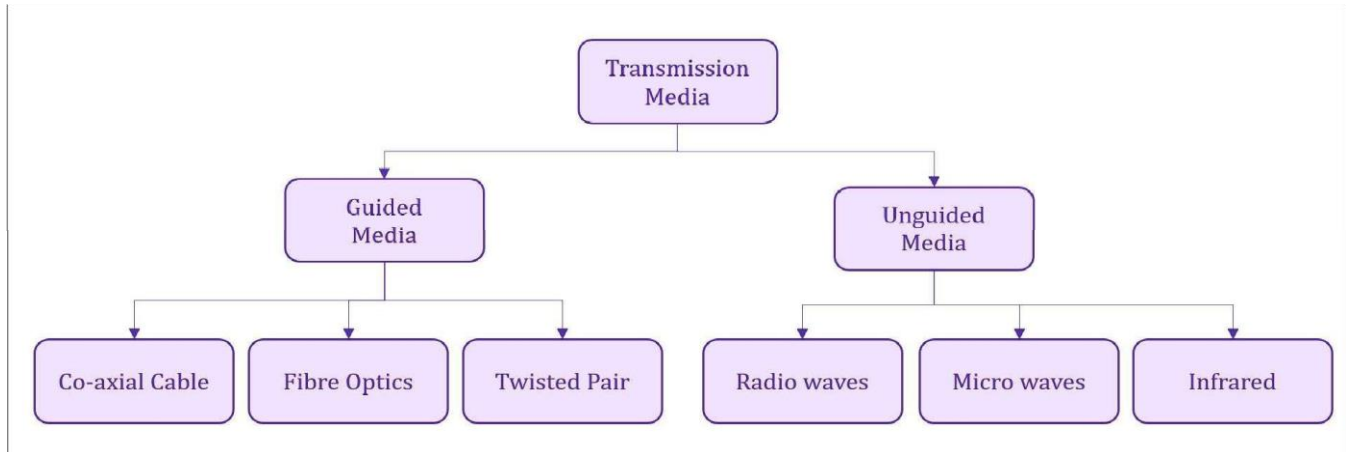 Transmission
Media
Guided
Media
Unguided
Media
Co-axial Cable
Fibre Optics
Twisted Pair
Radio waves
Micro waves
Infrared